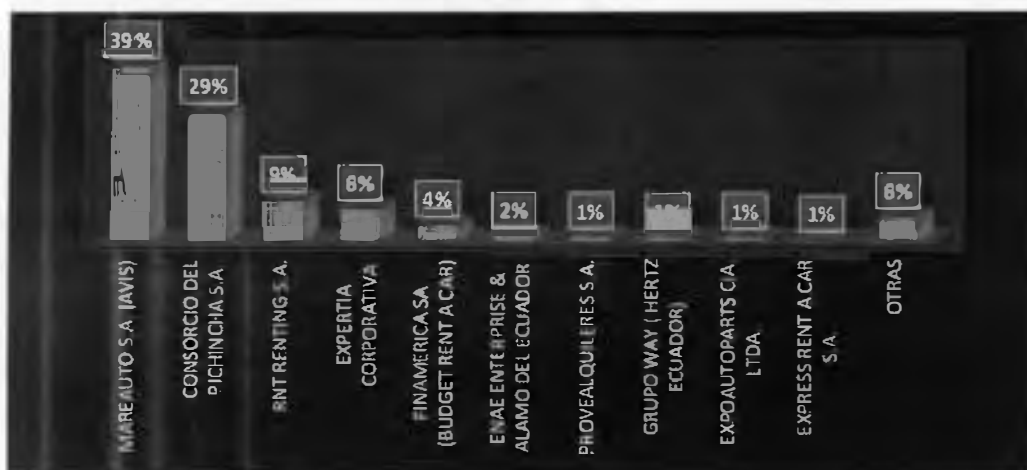 39%
29%
9%
8%
4%
2%
1%
1%
1%
6%
MAREAUTO S.A. (AVIS)
CONSORCIO DEL
PICHINCHA S.A.
RNT RENTING S.A.
EXPERTIA
CORPORATIVA
FINAMERICA SA
(BUDGET RENT A CAR)
ENAE ENTERPRISE &
ALAMO DEL ECUADOR
PROVEALQUILERES S A.
GRUPO WAY ( HERTZ
ECUADOR)
EXPOAUTOPARTS CIA
LTDA.
EXPRESS RENT A CAR
S.A.
OTRAS